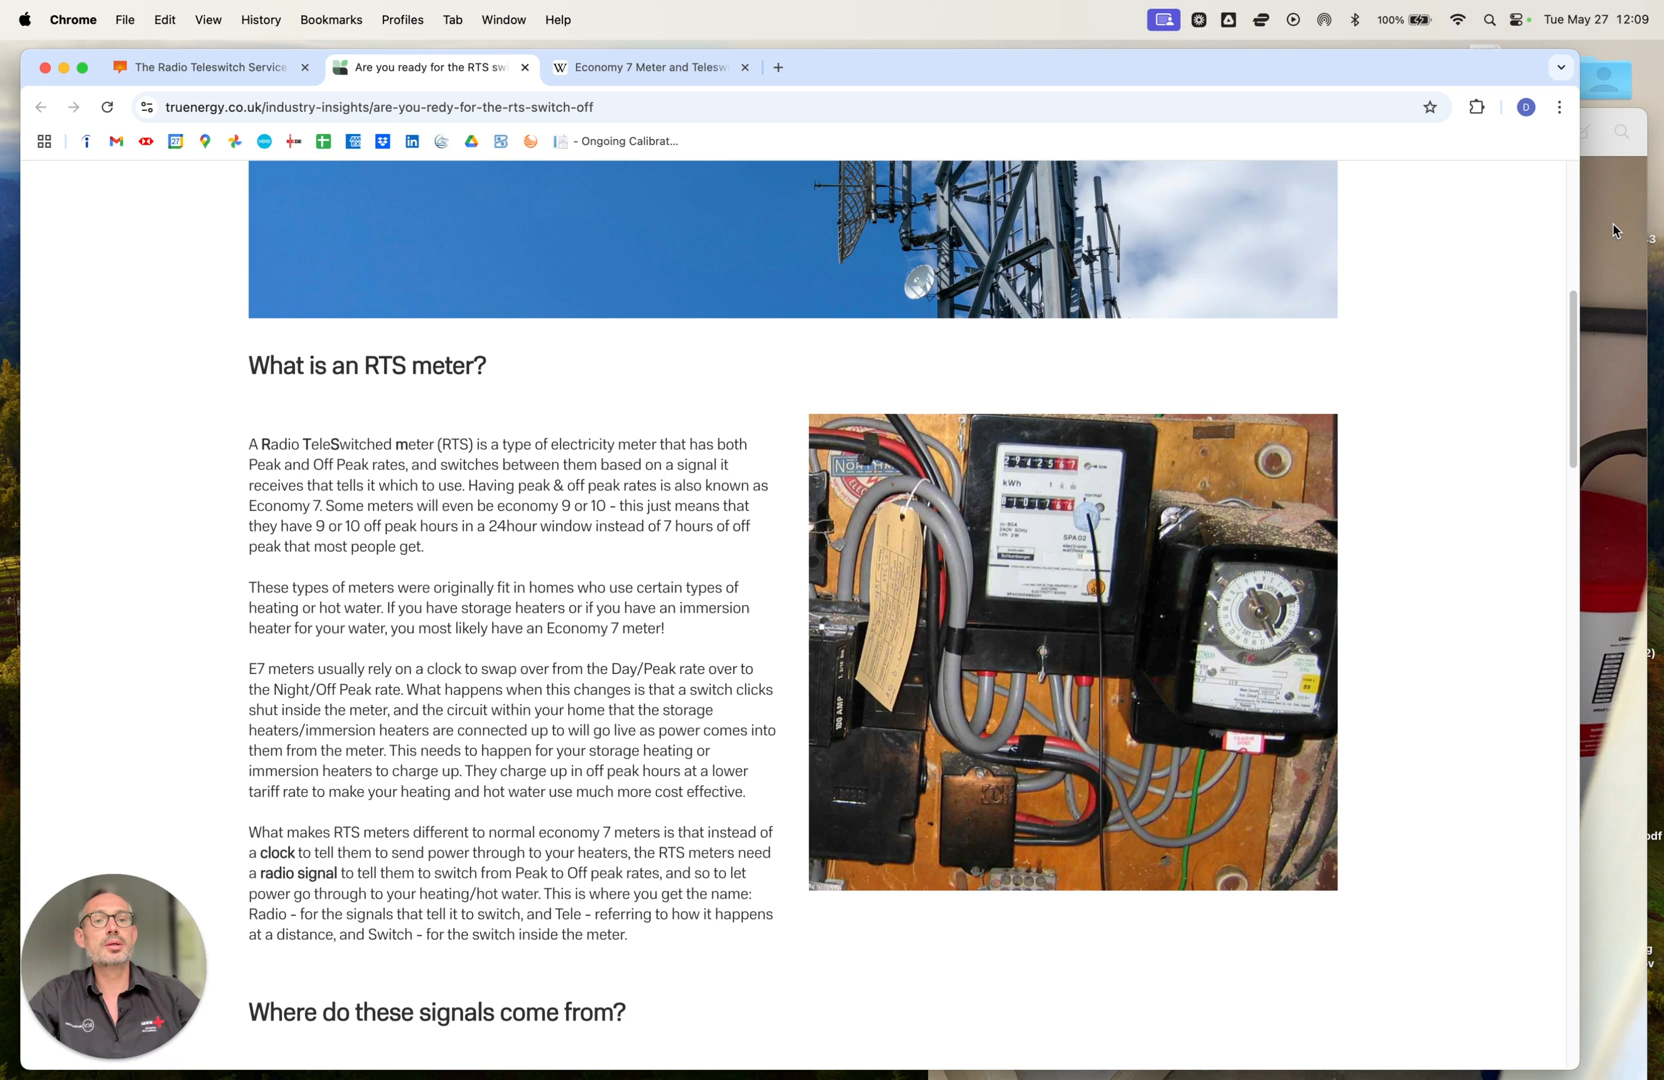 Chrome File Edit View History Bookmarks Profiles Tab Window Help
100% Tue May 27 12:09
The Radio Teleswitch Service
Are you ready for the RTS sw
Economy 7 Meter and Telesw
truenergy.co.uk/industry-insights/are-you-redy-for-the-rts-switch-off
D
- Ongoing Calibrat...
What is an RTS meter?
A Radio TeleSwitched meter (RTS) is a type of electricity meter that has both
Peak and Off Peak rates, and switches between them based on a signal it
receives that tells it which to use. Having peak & off peak rates is also known as
Economy 7. Some meters will even be economy 9 or 10 - this just means that
they have 9 or 10 off peak hours in a 24hour window instead of 7 hours of off
peak that most people get.
These types of meters were originally fit in homes who use certain types of
heating or hot water. If you have storage heaters or if you have an immersion
heater for your water, you most likely have an Economy 7 meter!
E7 meters usually rely on a clock to swap over from the Day/Peak rate over to
the Night/Off Peak rate. What happens when this changes is that a switch clicks
shut inside the meter, and the circuit within your home that the storage
heaters/immersion heaters are connected up to will go live as power comes into
them from the meter. This needs to happen for your storage heating or
immersion heaters to charge up. They charge up in off peak hours at a lower
tariff rate to make your heating and hot water use much more cost effective.
What makes RTS meters different to normal economy 7 meters is that instead of
a clock to tell them to send power through to your heaters, the RTS meters need
a radio signal to tell them to switch from Peak to Off peak rates, and so to let
power go through to your heating/hot water. This is where you get the name:
Radio - for the signals that tell it to switch, and Tele - referring to how it happens
at a distance, and Switch - for the switch inside the meter.
kWh
SPA02
100 AMP
Where do these signals come from?